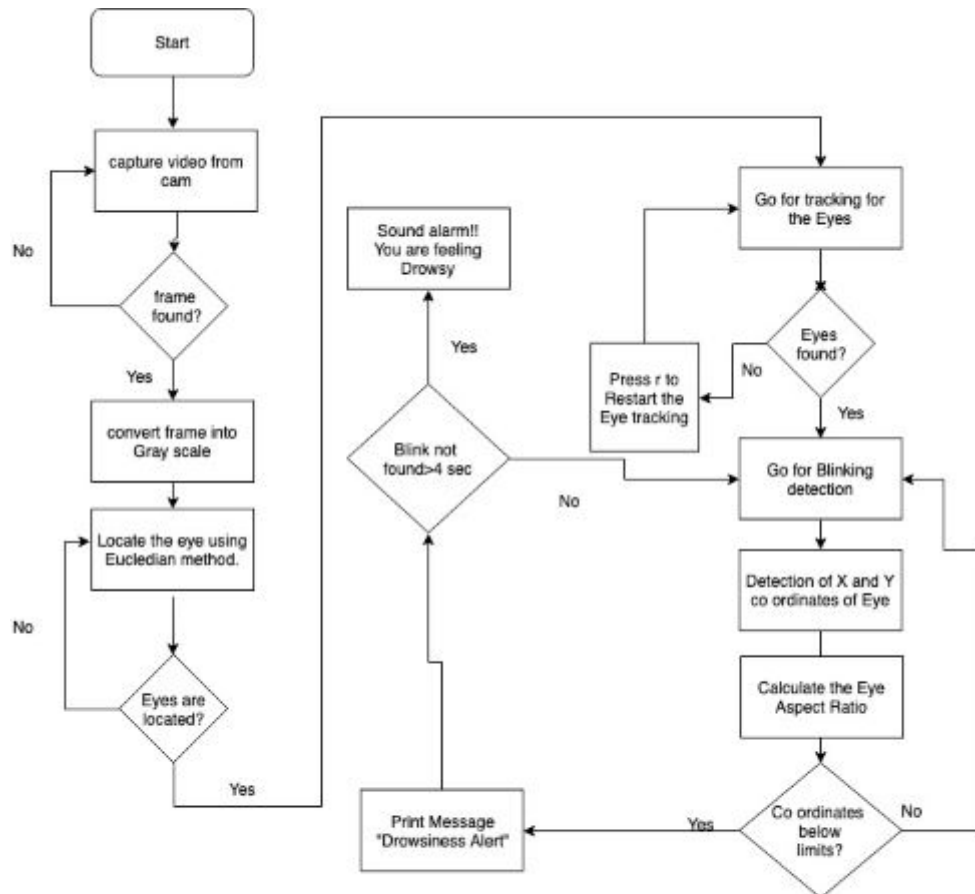 Start
capture video from
cam
No
frame
found?
Yes
convert frame into
Gray scale
Locate the eye using
Eucledian method.
No
Eyes are
located?
Yes
Go for tracking for
the Eyes
Eyes
found?
No
Press r to
Restart the
Eye tracking
Yes
Go for Blinking
detection
Detection of X and Y
co ordinates of Eye
Calculate the Eye
Aspect Ratio
Co ordinates
below
limits?
No
Yes
Print Message
"Drowsiness Alert"
Blink not
found>4 sec
No
Yes
Sound alarm!!
You are feeling
Drowsy